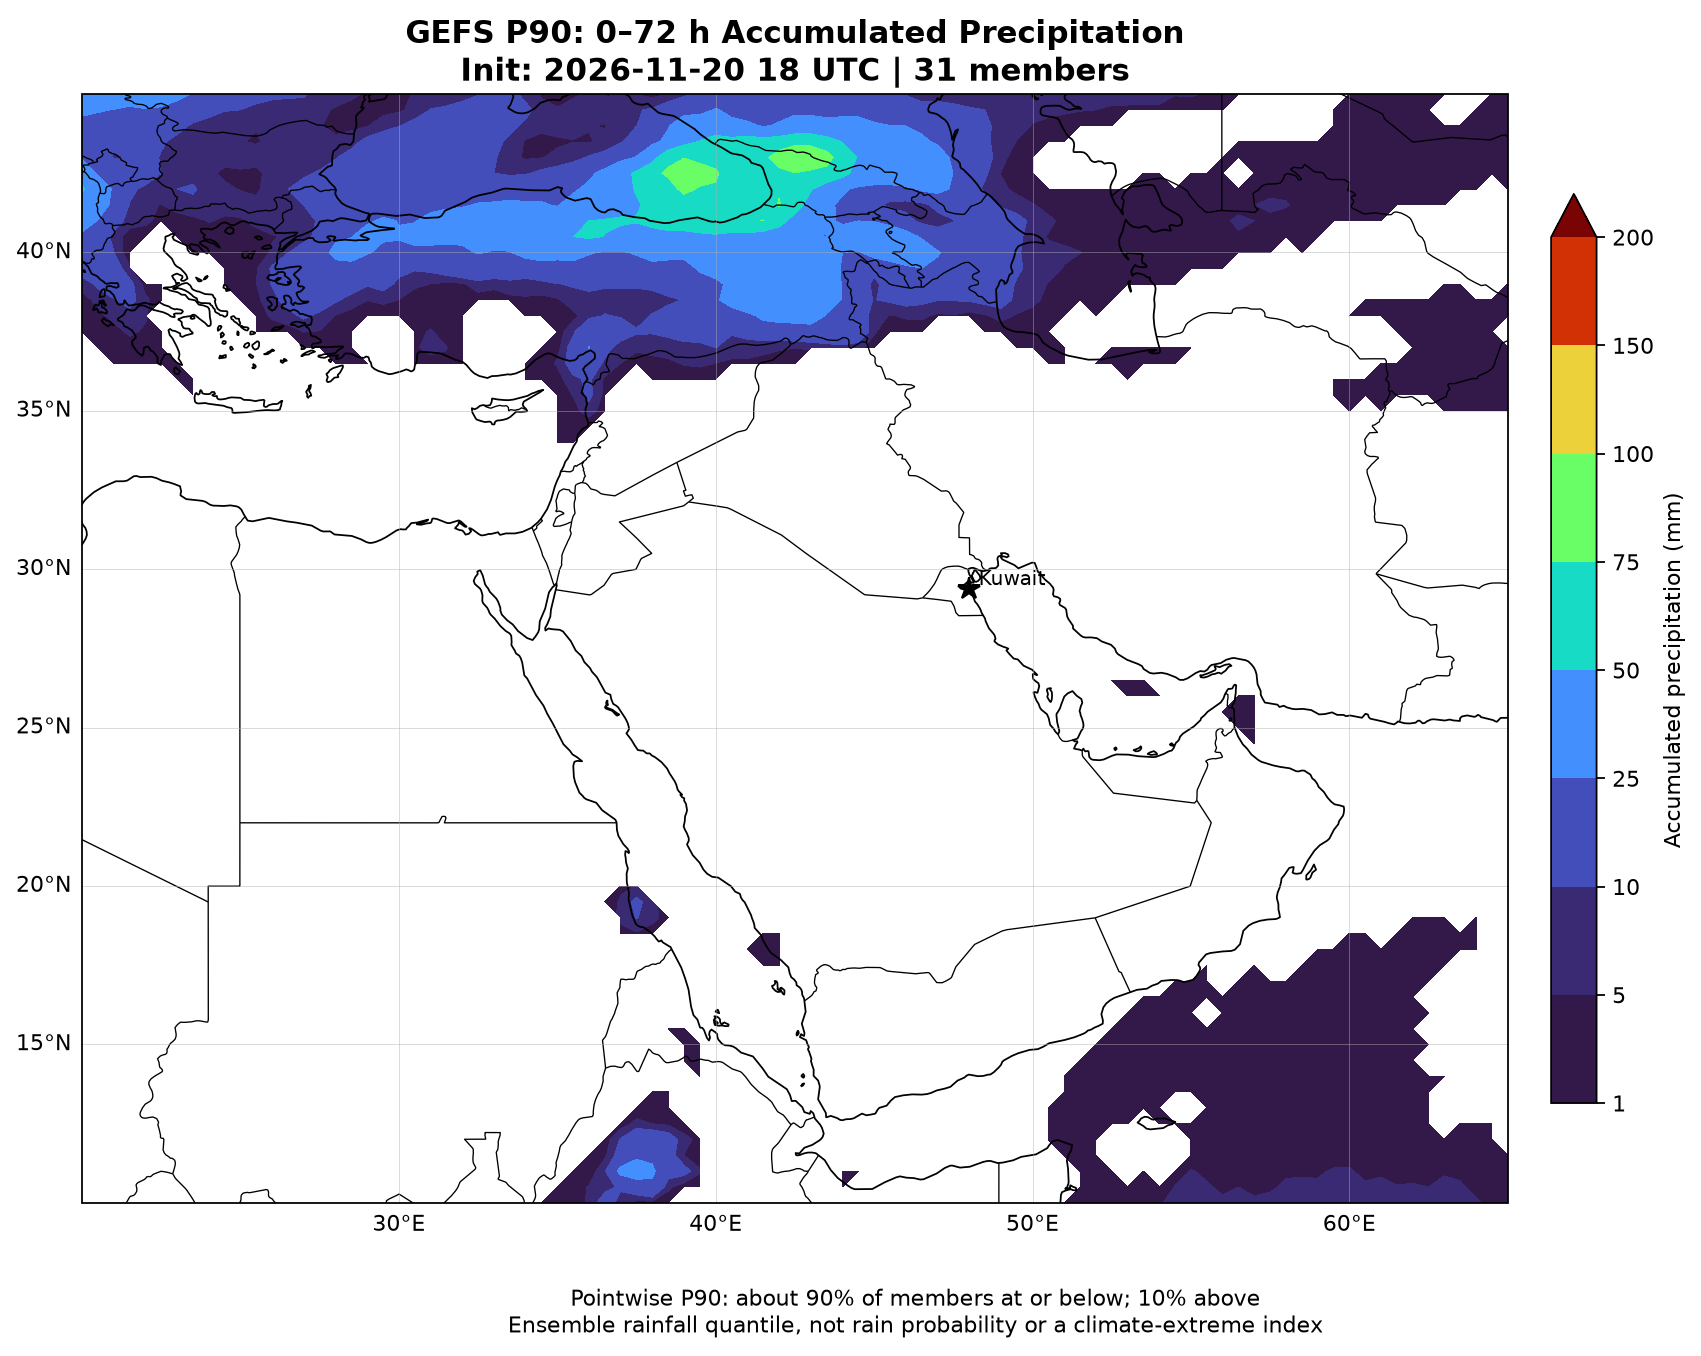 GEFS P90: 0–72 h Accumulated Precipitation
Init: 2026-11-20 18 UTC | 31 members
40°N
35°N
30°N
25°N
20°N
15°N
30°E
40°E
50°E
60°E
Kuwait
200
150
100
75
50
25
10
5
1
Accumulated precipitation (mm)
Pointwise P90: about 90% of members at or below; 10% above
Ensemble rainfall quantile, not rain probability or a climate-extreme index